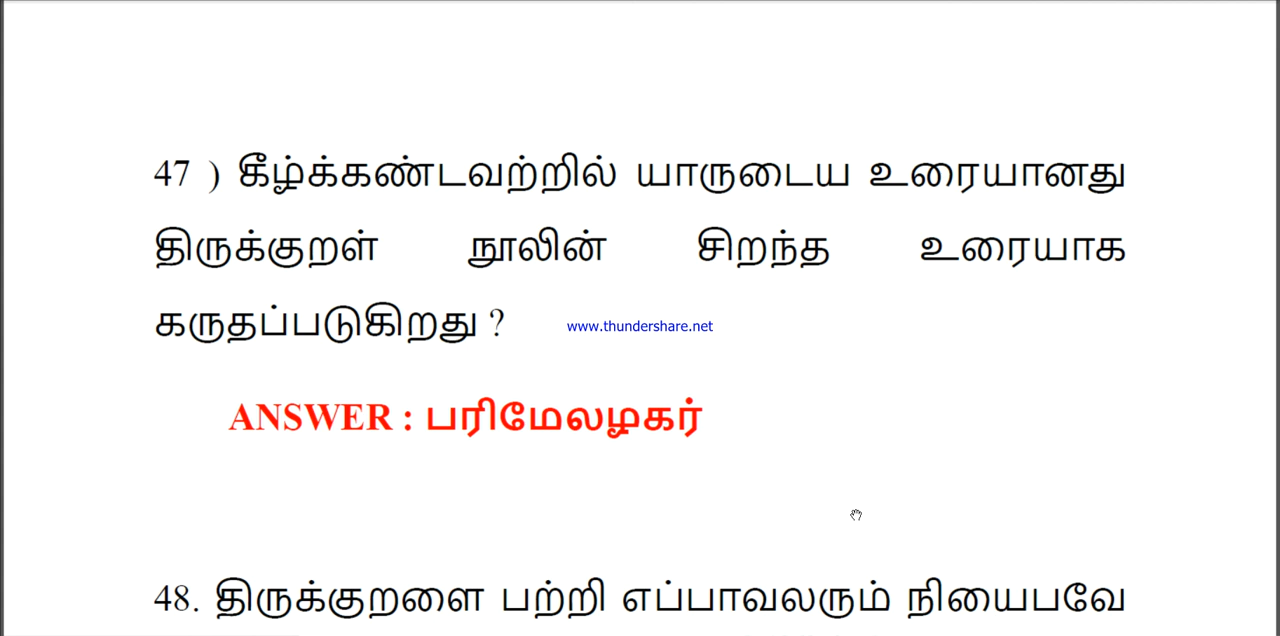 47 ) கீழ்க்கண்டவற்றில் யாருடைய உரையானது
திருக்குறள் நூலின் சிறந்த உரையாக
கருதப்படுகிறது ?
www.thundershare.net
ANSWER : பரிமேலழகர்
48. திருக்குறளை பற்றி எப்பாவலரும் நியைபவே